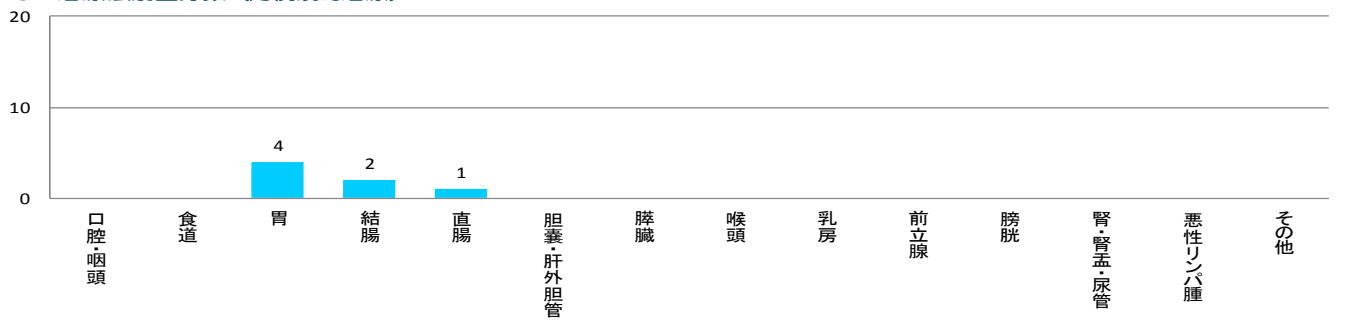 20
10
0
4
2
1
口腔・咽頭
食道
胃
結腸
直腸
胆嚢・肝外胆管
膵臓
喉頭
乳房
前立腺
膀胱
腎・腎盂・尿管
悪性リンパ腫
その他